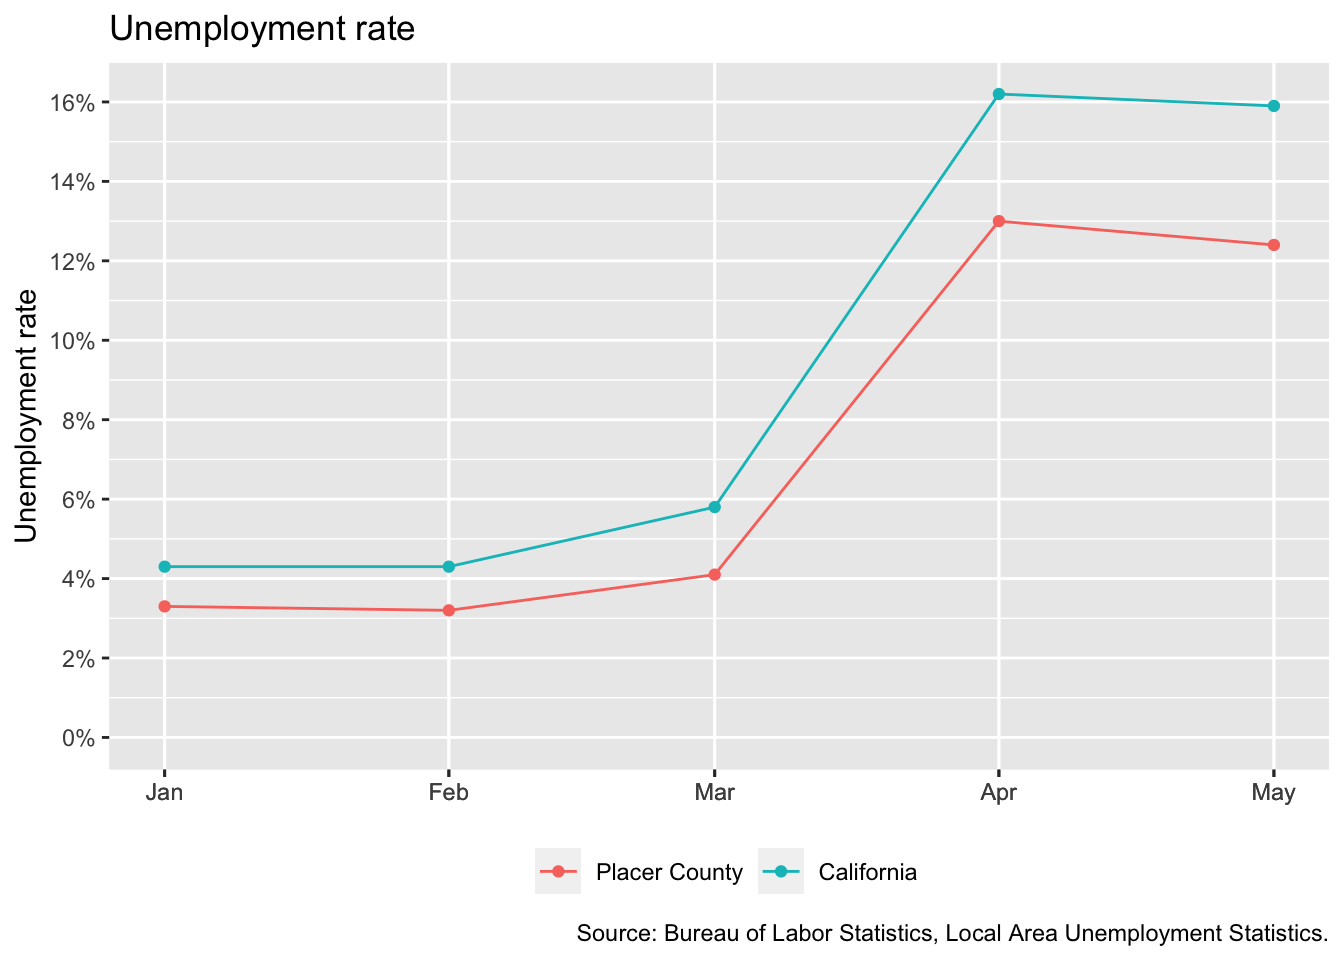 Unemployment rate
Unemployment rate
16%
14%
12%
10%
8%
6%
4%
2%
0%
Jan Feb Mar Apr May
Placer County California
Source: Bureau of Labor Statistics, Local Area Unemployment Statistics.